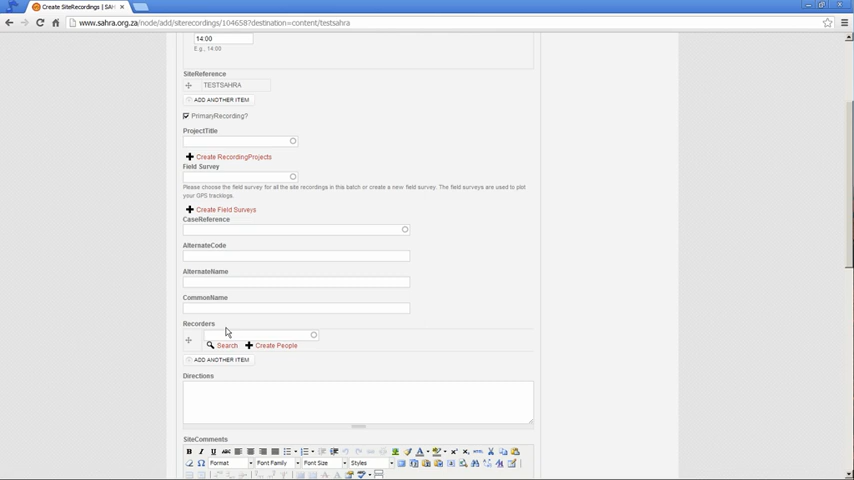 Create SiteRecordings | S
www.sahra.org.za/node/add/siterecordings/104658?destination=content/testsahra
14:00
E.g., 14:00
SiteReference
TESTSAHRA
ADD ANOTHER ITEM
PrimaryRecording?
ProjectTitle
Create RecordingProjects
Field Survey
Please choose the field survey for all the site recordings in this batch or create a new field survey. The field surveys are used to plot
your GPS tracklogs.
Create Field Surveys
CaseReference
AlternateCode
AlternateName
CommonName
Recorders
Search Create People
ADD ANOTHER ITEM
Directions
SiteComments
B I U
HTML
Format Font Family Font Size Styles